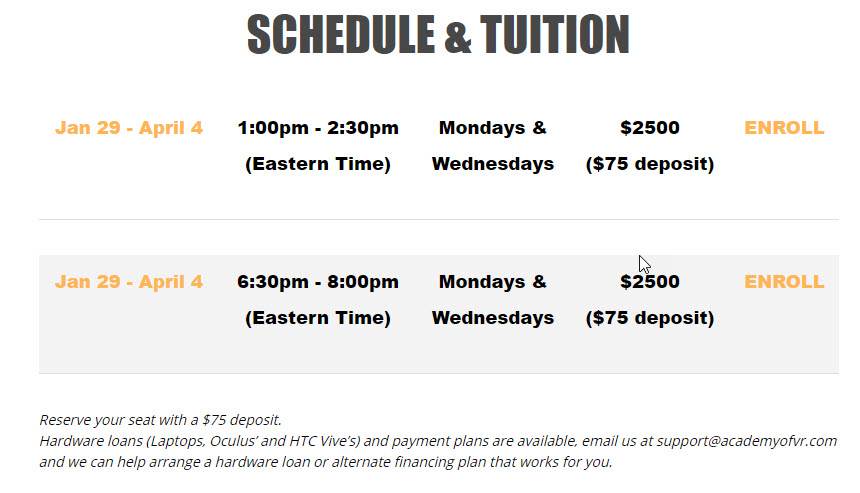 SCHEDULE & TUITION
Jan 29 - April 4 1:00pm - 2:30pm Mondays & $2500 ENROLL
(Eastern Time) Wednesdays ($75 deposit)
Jan 29 - April 4 6:30pm - 8:00pm Mondays & $2500 ENROLL
(Eastern Time) Wednesdays ($75 deposit)
Reserve your seat with a $75 deposit.
Hardware loans (Laptops, Oculus’ and HTC Vive’s) and payment plans are available, email us at support@academyofvr.com
and we can help arrange a hardware loan or alternate financing plan that works for you.